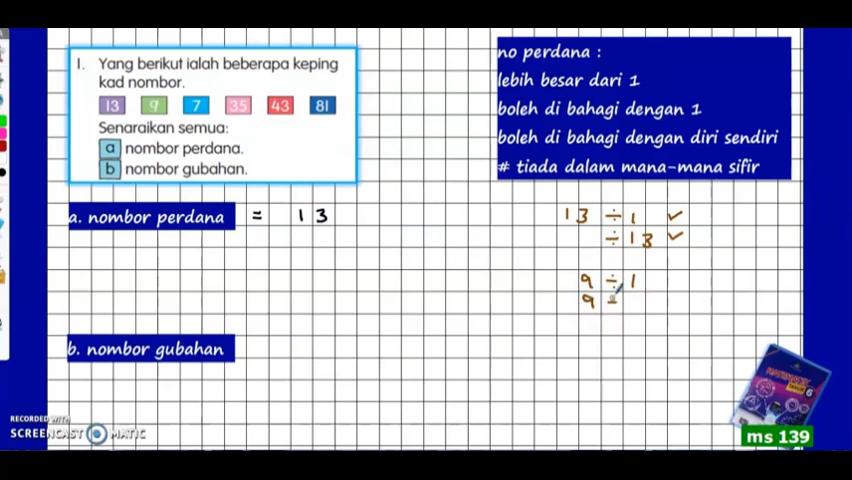 1. Yang berikut ialah beberapa keping
kad nombor.
13 9 7 35 43 81
Senaraikan semua:
a nombor perdana.
b nombor gubahan.
no perdana :
lebih besar dari 1
boleh di bahagi dengan 1
boleh di bahagi dengan diri sendiri
# tiada dalam mana-mana sifir
a. nombor perdana = 13
13 ÷ 1 ✓
÷ 13 ✓
9 ÷ 1
9 ÷
b. nombor gubahan
RECORDED WITH
SCREENCAST O MATIC
6
ms 139